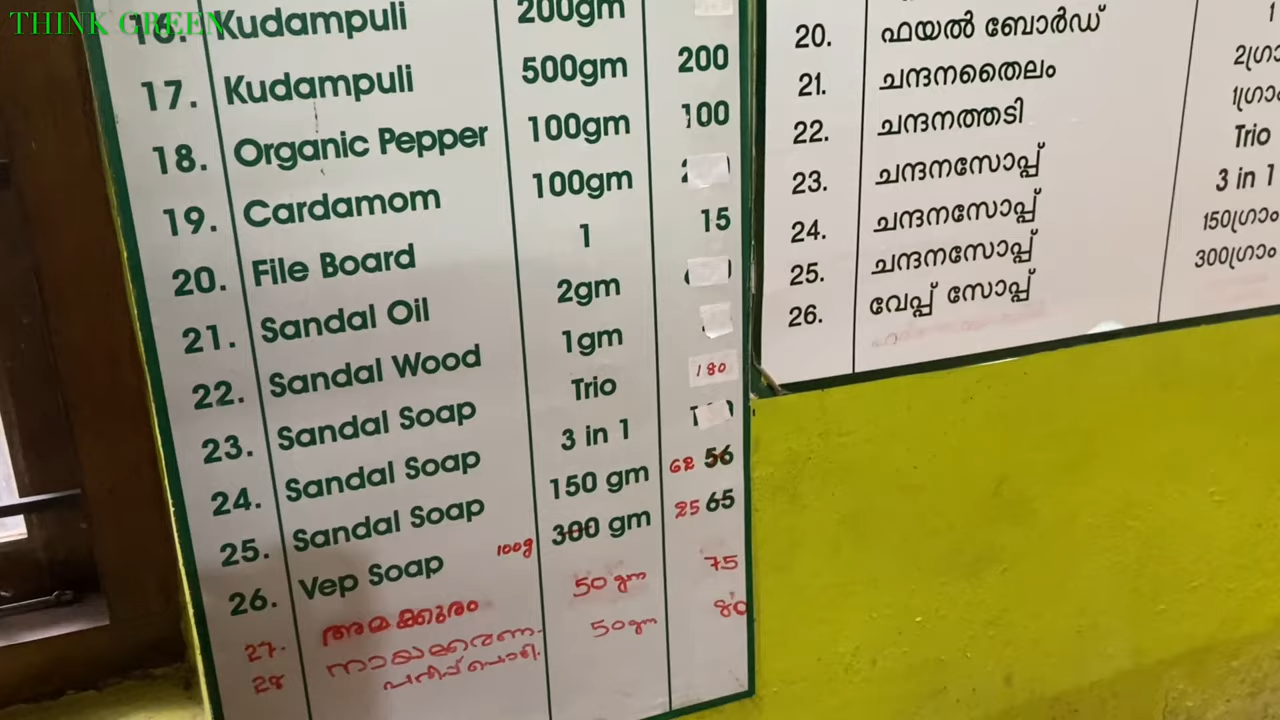 THINK GREEN
16. Kudampuli 200gm
17. Kudampuli 500gm 200
18. Organic Pepper 100gm 100
19. Cardamom 100gm
20. File Board 1 15
21. Sandal Oil 2gm
22. Sandal Wood 1gm
23. Sandal Soap Trio 180
24. Sandal Soap 3 in 1
25. Sandal Soap 150 gm 62 56
26. Vep Soap 100g 300 gm 25 65
27. അമക്കുരം 50 gm 75
28 50gm 80
20. ഫയൽ ബോർഡ് 1
21. ചന്ദനതൈലം 2ഗ്രാ
22. ചന്ദനത്തടി 1ഗ്രാം
23. ചന്ദനസോപ്പ് Trio
24. ചന്ദനസോപ്പ് 3 in 1
25. ചന്ദനസോപ്പ് 150ഗ്രാം
26. വേപ്പ് സോപ്പ് 300ഗ്രാം